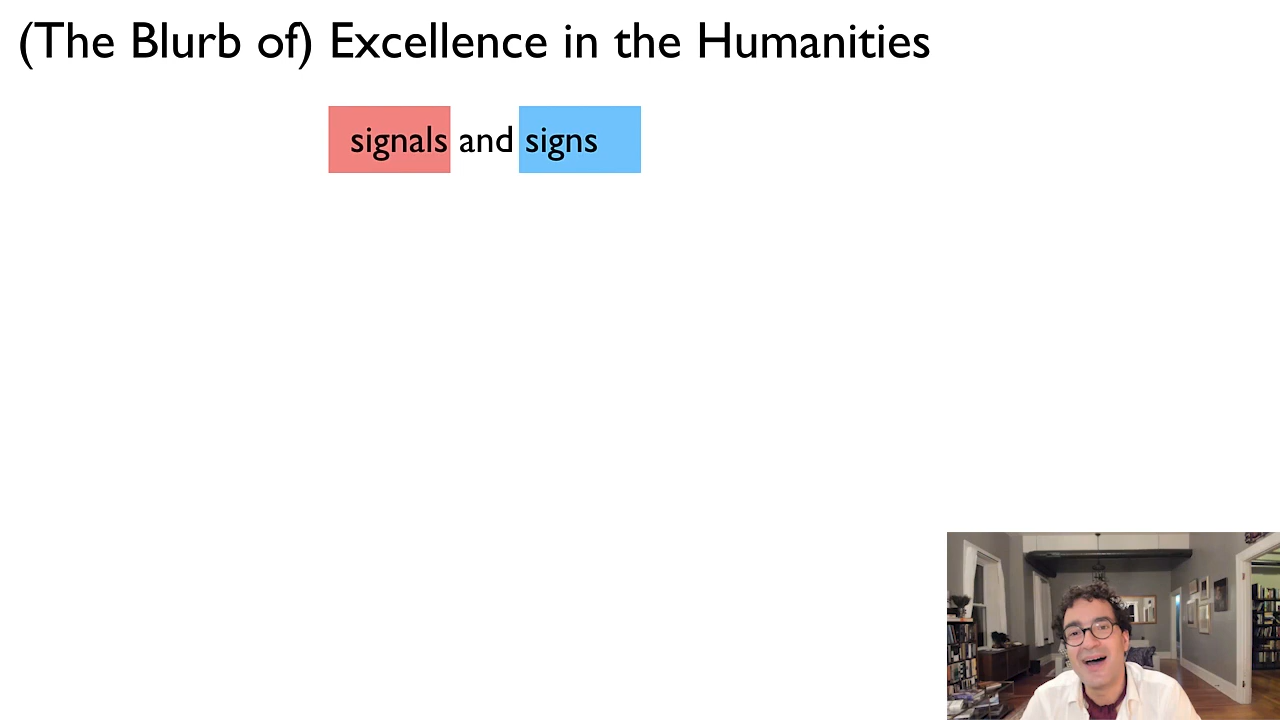 (The Blurb of) Excellence in the Humanities
signals and signs